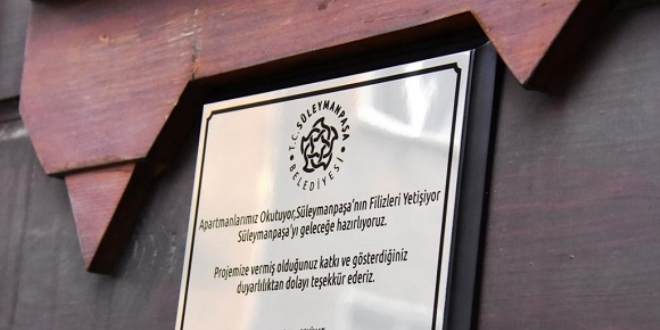 T.C. SÜLEYMANPAŞA
BELEDİYESİ
Apartmanlarımız Okutuyor,Süleymanpaşa'nın Filizleri Yetişiyor
Süleymanpaşa'yı geleceğe hazırlıyoruz.
Projemize vermiş olduğunuz katkı ve gösterdiğiniz
duyarlılıktan dolayı teşekkür ederiz.